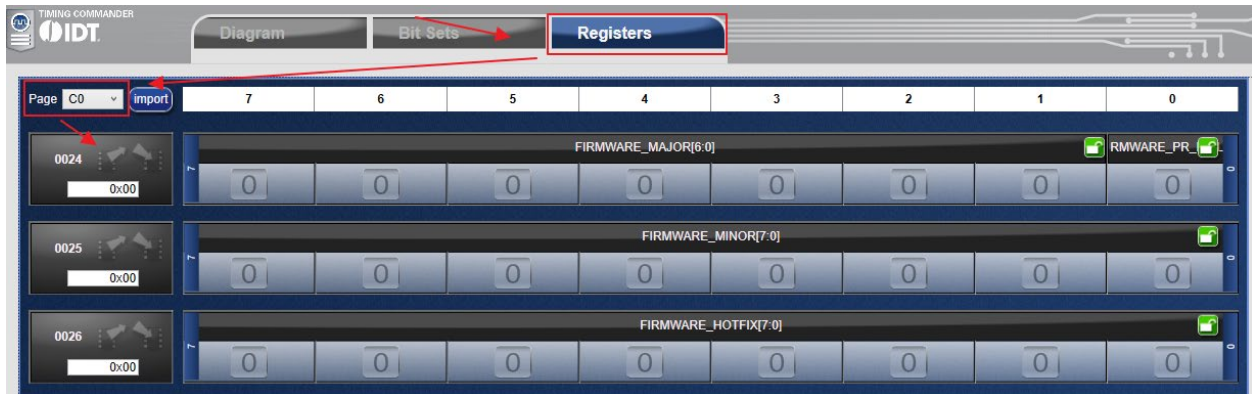 TIMING COMMANDER
IDT.
Diagram
Bit Sets
Registers
Page C0 import 7 6 5 4 3 2 1 0
FIRMWARE_MAJOR[6:0]
0024
0x00
7 0 0 0 0 0 0 0 0 0
FIRMWARE_MINOR[7:0]
0025
0x00
7 0 0 0 0 0 0 0 0 0
FIRMWARE_HOTFIX[7:0]
0026
0x00
7 0 0 0 0 0 0 0 0 0